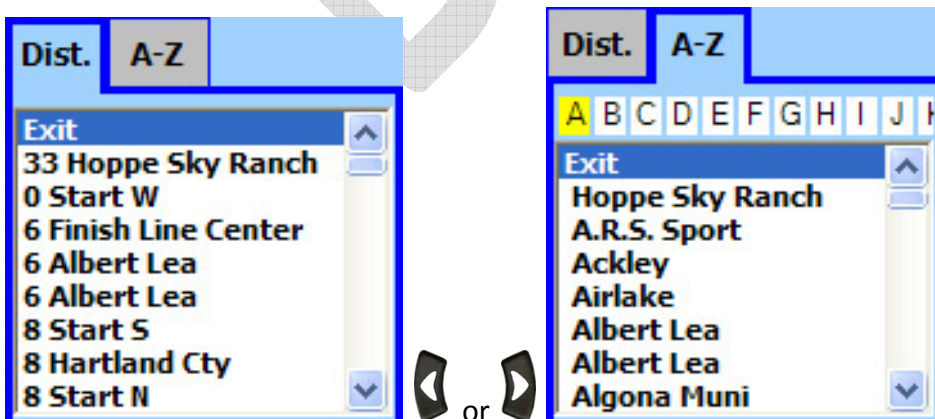 Dist. A-Z
Exit
33 Hoppe Sky Ranch
0 Start W
6 Finish Line Center
6 Albert Lea
6 Albert Lea
8 Start S
8 Hartland Cty
8 Start N
or
Dist. A-Z
A B C D E F G H I J
Exit
Hoppe Sky Ranch
A.R.S. Sport
Ackley
Airlake
Albert Lea
Albert Lea
Algona Muni